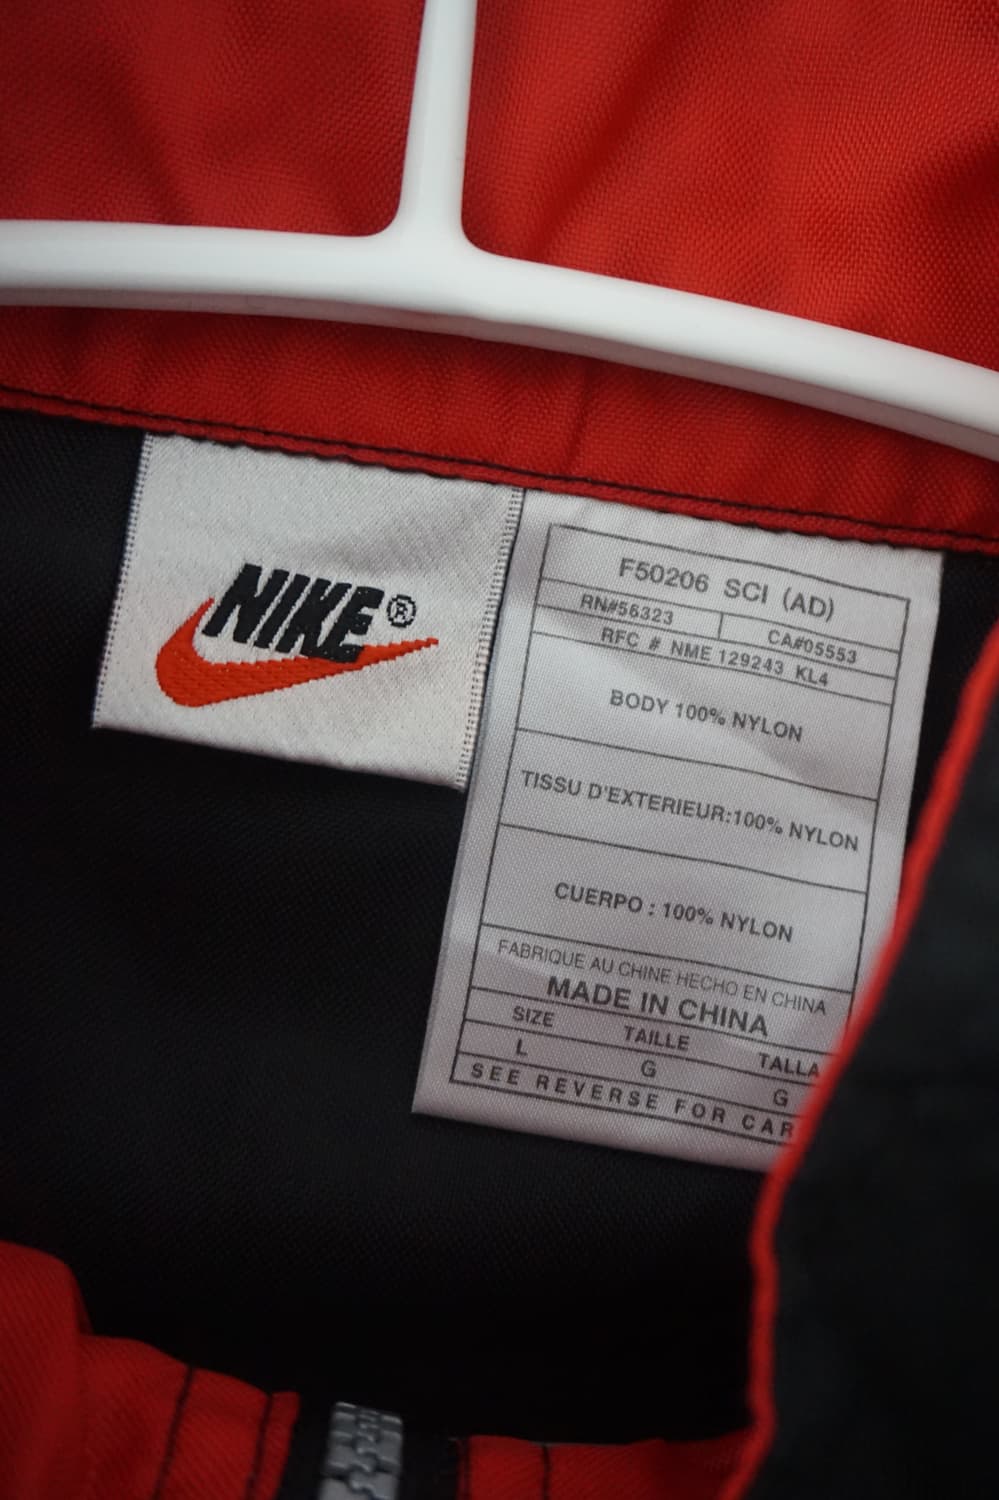 NIKE®
F50206 SCI (AD)
RN#56323 CA#05553
RFC # NME 129243 KL4
BODY 100% NYLON
TISSU D'EXTERIEUR:100% NYLON
CUERPO : 100% NYLON
FABRIQUE AU CHINE HECHO EN CHINA
MADE IN CHINA
SIZE TAILLE TALLA
L G G
SEE REVERSE FOR CAR